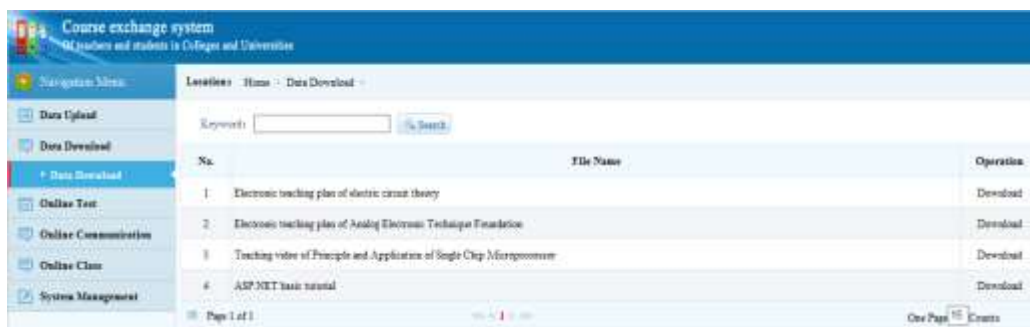 Course exchange system
Of teachers and students in Colleges and Universities
Navigation Menu
Location: Home Data Download
Data Upload
Keyword: Search
Data Download
No. File Name Operation
Data Download
1 Electronic teaching plan of electric circuit theory Download
Online Test
2 Electronic teaching plan of Analog Electronic Technique Foundation Download
Online Communication
3 Teaching video of Principle and Application of Single Chip Microprocessor Download
Online Class
4 ASP.NET basic tutorial Download
System Management
Page 1 of 1 1 One Page 15 Counts